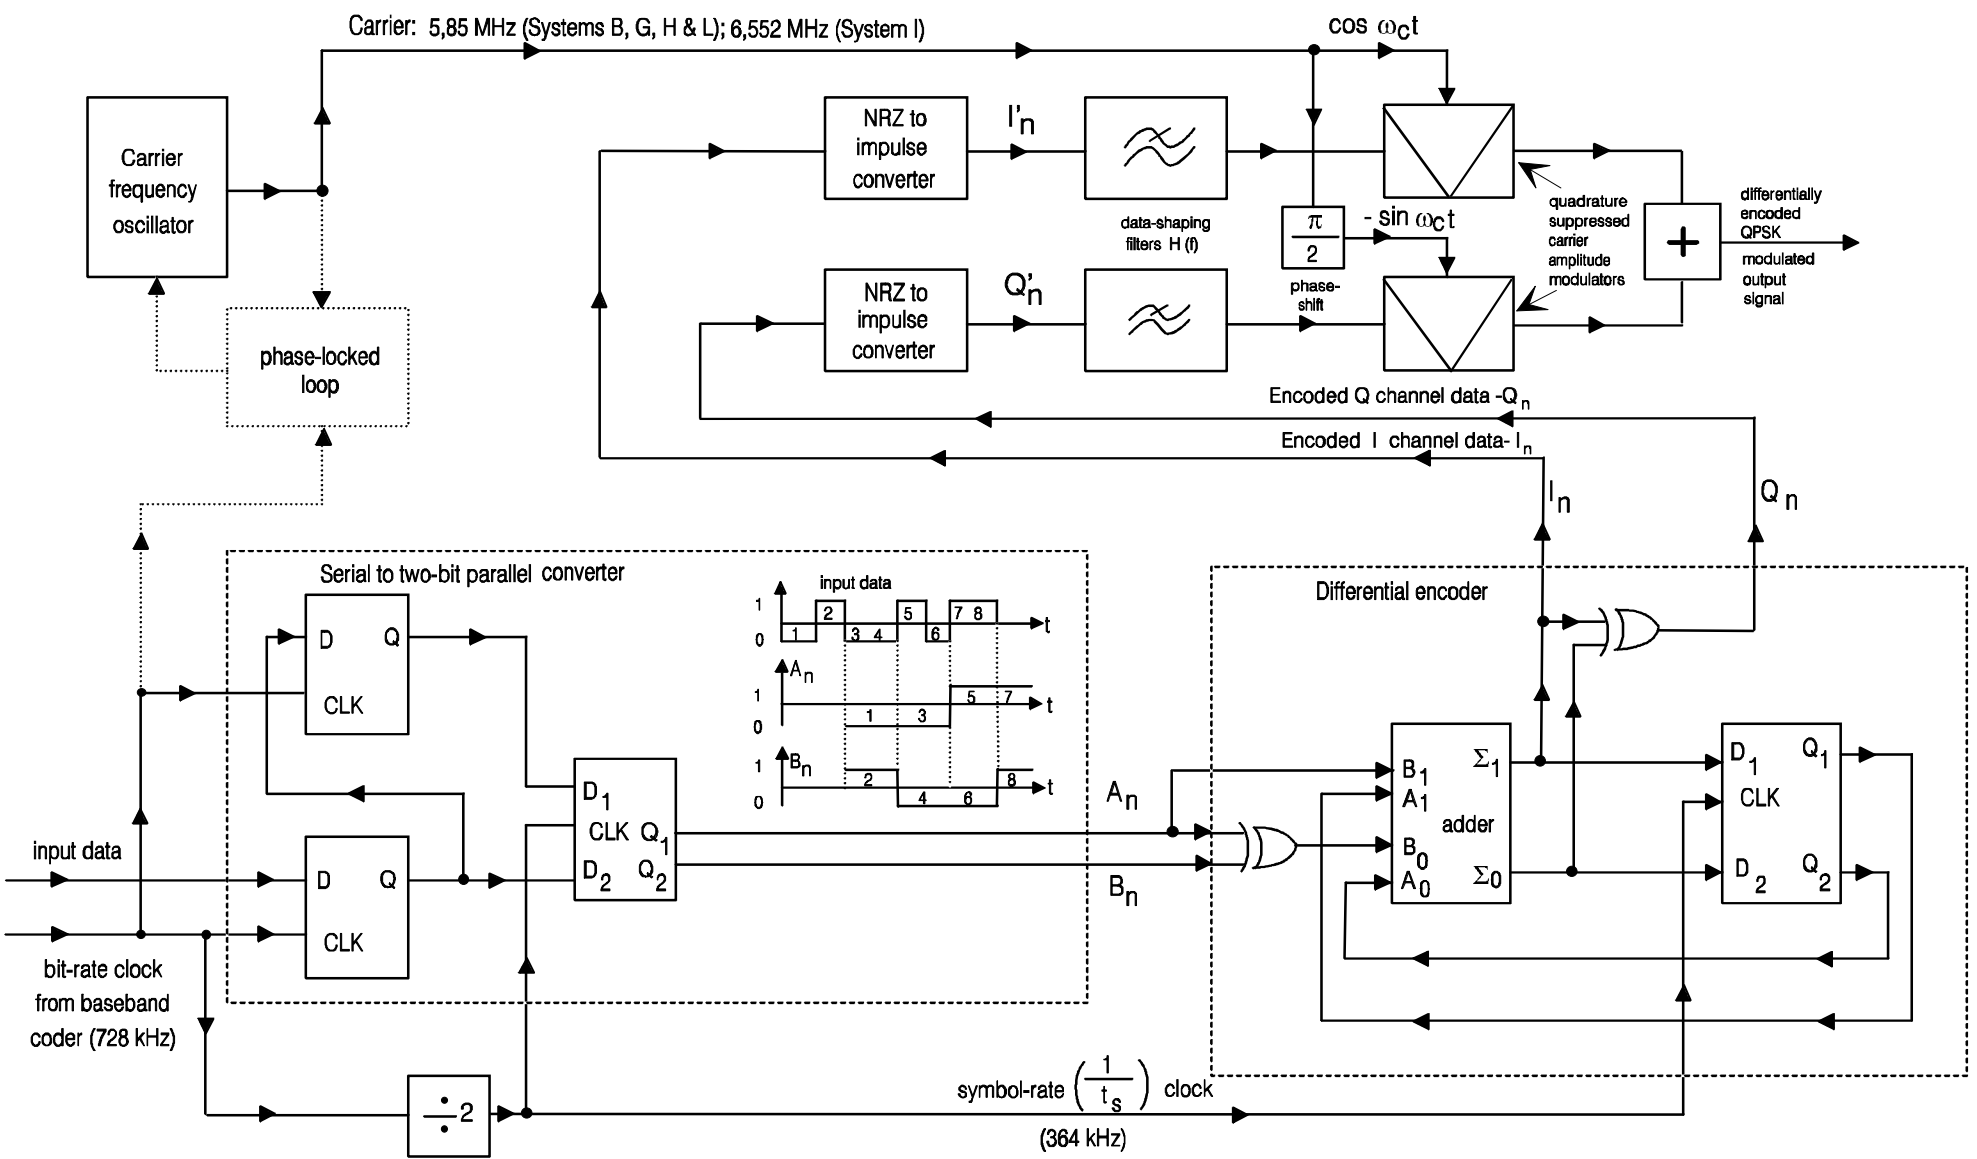 Carrier: 5,85 MHz (Systems B, G, H & L); 6,552 MHz (System I)
cos ωct
Carrier
frequency
oscillator
NRZ to
impulse
converter
I'n
data-shaping
filters H (f)
π
2
- sin ωct
phase-
shift
quadrature
suppressed
carrier
amplitude
modulators
+
differentially
encoded
QPSK
modulated
output
signal
NRZ to
impulse
converter
Q'n
phase-locked
loop
Encoded Q channel data -Qn
Encoded I channel data- In
In
Qn
Serial to two-bit parallel converter
D Q
CLK
input data
1
0
1 2 3 4 5 6 7 8
t
An
1
0
1 3 5 7
t
Bn
1
0
2 4 6 8
t
D1
CLK Q1
D2 Q2
input data
D Q
CLK
bit-rate clock
from baseband
coder (728 kHz)
÷ 2
An
Bn
Differential encoder
B1 Σ1
A1
adder
B0
A0 Σ0
D1 Q1
CLK
D2 Q2
symbol-rate (1/ts) clock
(364 kHz)